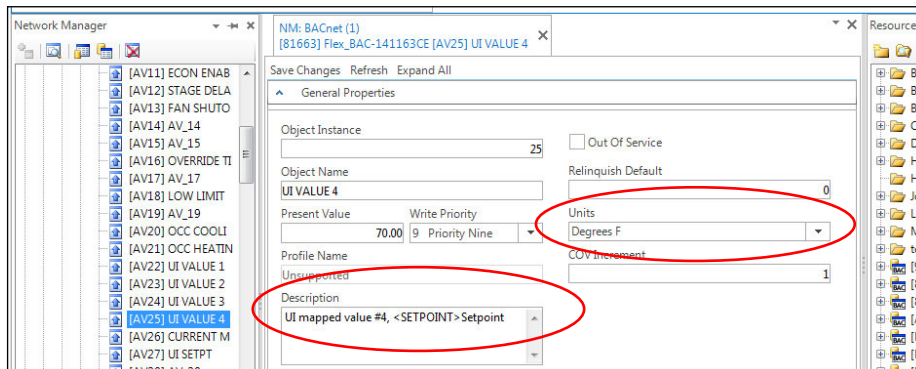 Network Manager
[AV11] ECON ENAB
[AV12] STAGE DELA
[AV13] FAN SHUTO
[AV14] AV_14
[AV15] AV_15
[AV16] OVERRIDE TI
[AV17] AV_17
[AV18] LOW LIMIT
[AV19] AV_19
[AV20] OCC COOLI
[AV21] OCC HEATIN
[AV22] UI VALUE 1
[AV23] UI VALUE 2
[AV24] UI VALUE 3
[AV25] UI VALUE 4
[AV26] CURRENT M
[AV27] UI SETPT
NM: BACnet (1)
[81663] Flex_BAC-141163CE [AV25] UI VALUE 4
Save Changes Refresh Expand All
General Properties
Object Instance
25
Out Of Service
Object Name
UI VALUE 4
Relinquish Default
0
Present Value
70.00
Write Priority
9 Priority Nine
Units
Degrees F
Profile Name
Unsupported
COV Increment
1
Description
UI mapped value #4, <SETPOINT>Setpoint
Resource